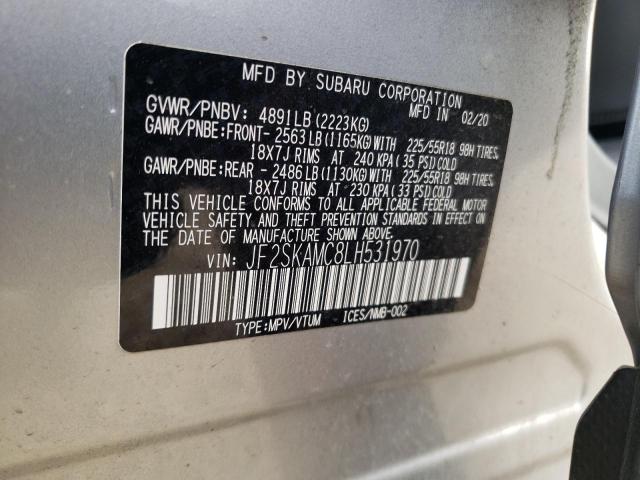 MFD BY SUBARU CORPORATION
MFD IN 02/20
GVWR/PNBV: 4891LB (2223KG)
GAWR/PNBE:FRONT- 2563LB (1165KG)WITH 225/55R18 98H TIRES,
18X7J RIMS AT 240 KPA( 35 PSI)COLD
GAWR/PNBE:REAR - 2486LB(1130KG)WITH 225/55R18 98H TIRES,
18X7J RIMS AT 230 KPA( 33 PSI)COLD
THIS VEHICLE CONFORMS TO ALL APPLICABLE FEDERAL MOTOR
VEHICLE SAFETY AND THEFT PREVENTION STANDARDS IN EFFECT ON
THE DATE OF MANUFACTURE SHOWN ABOVE.
VIN: JF2SKAMC8LH531970
TYPE:MPV/VTUM ICES/NMB-002